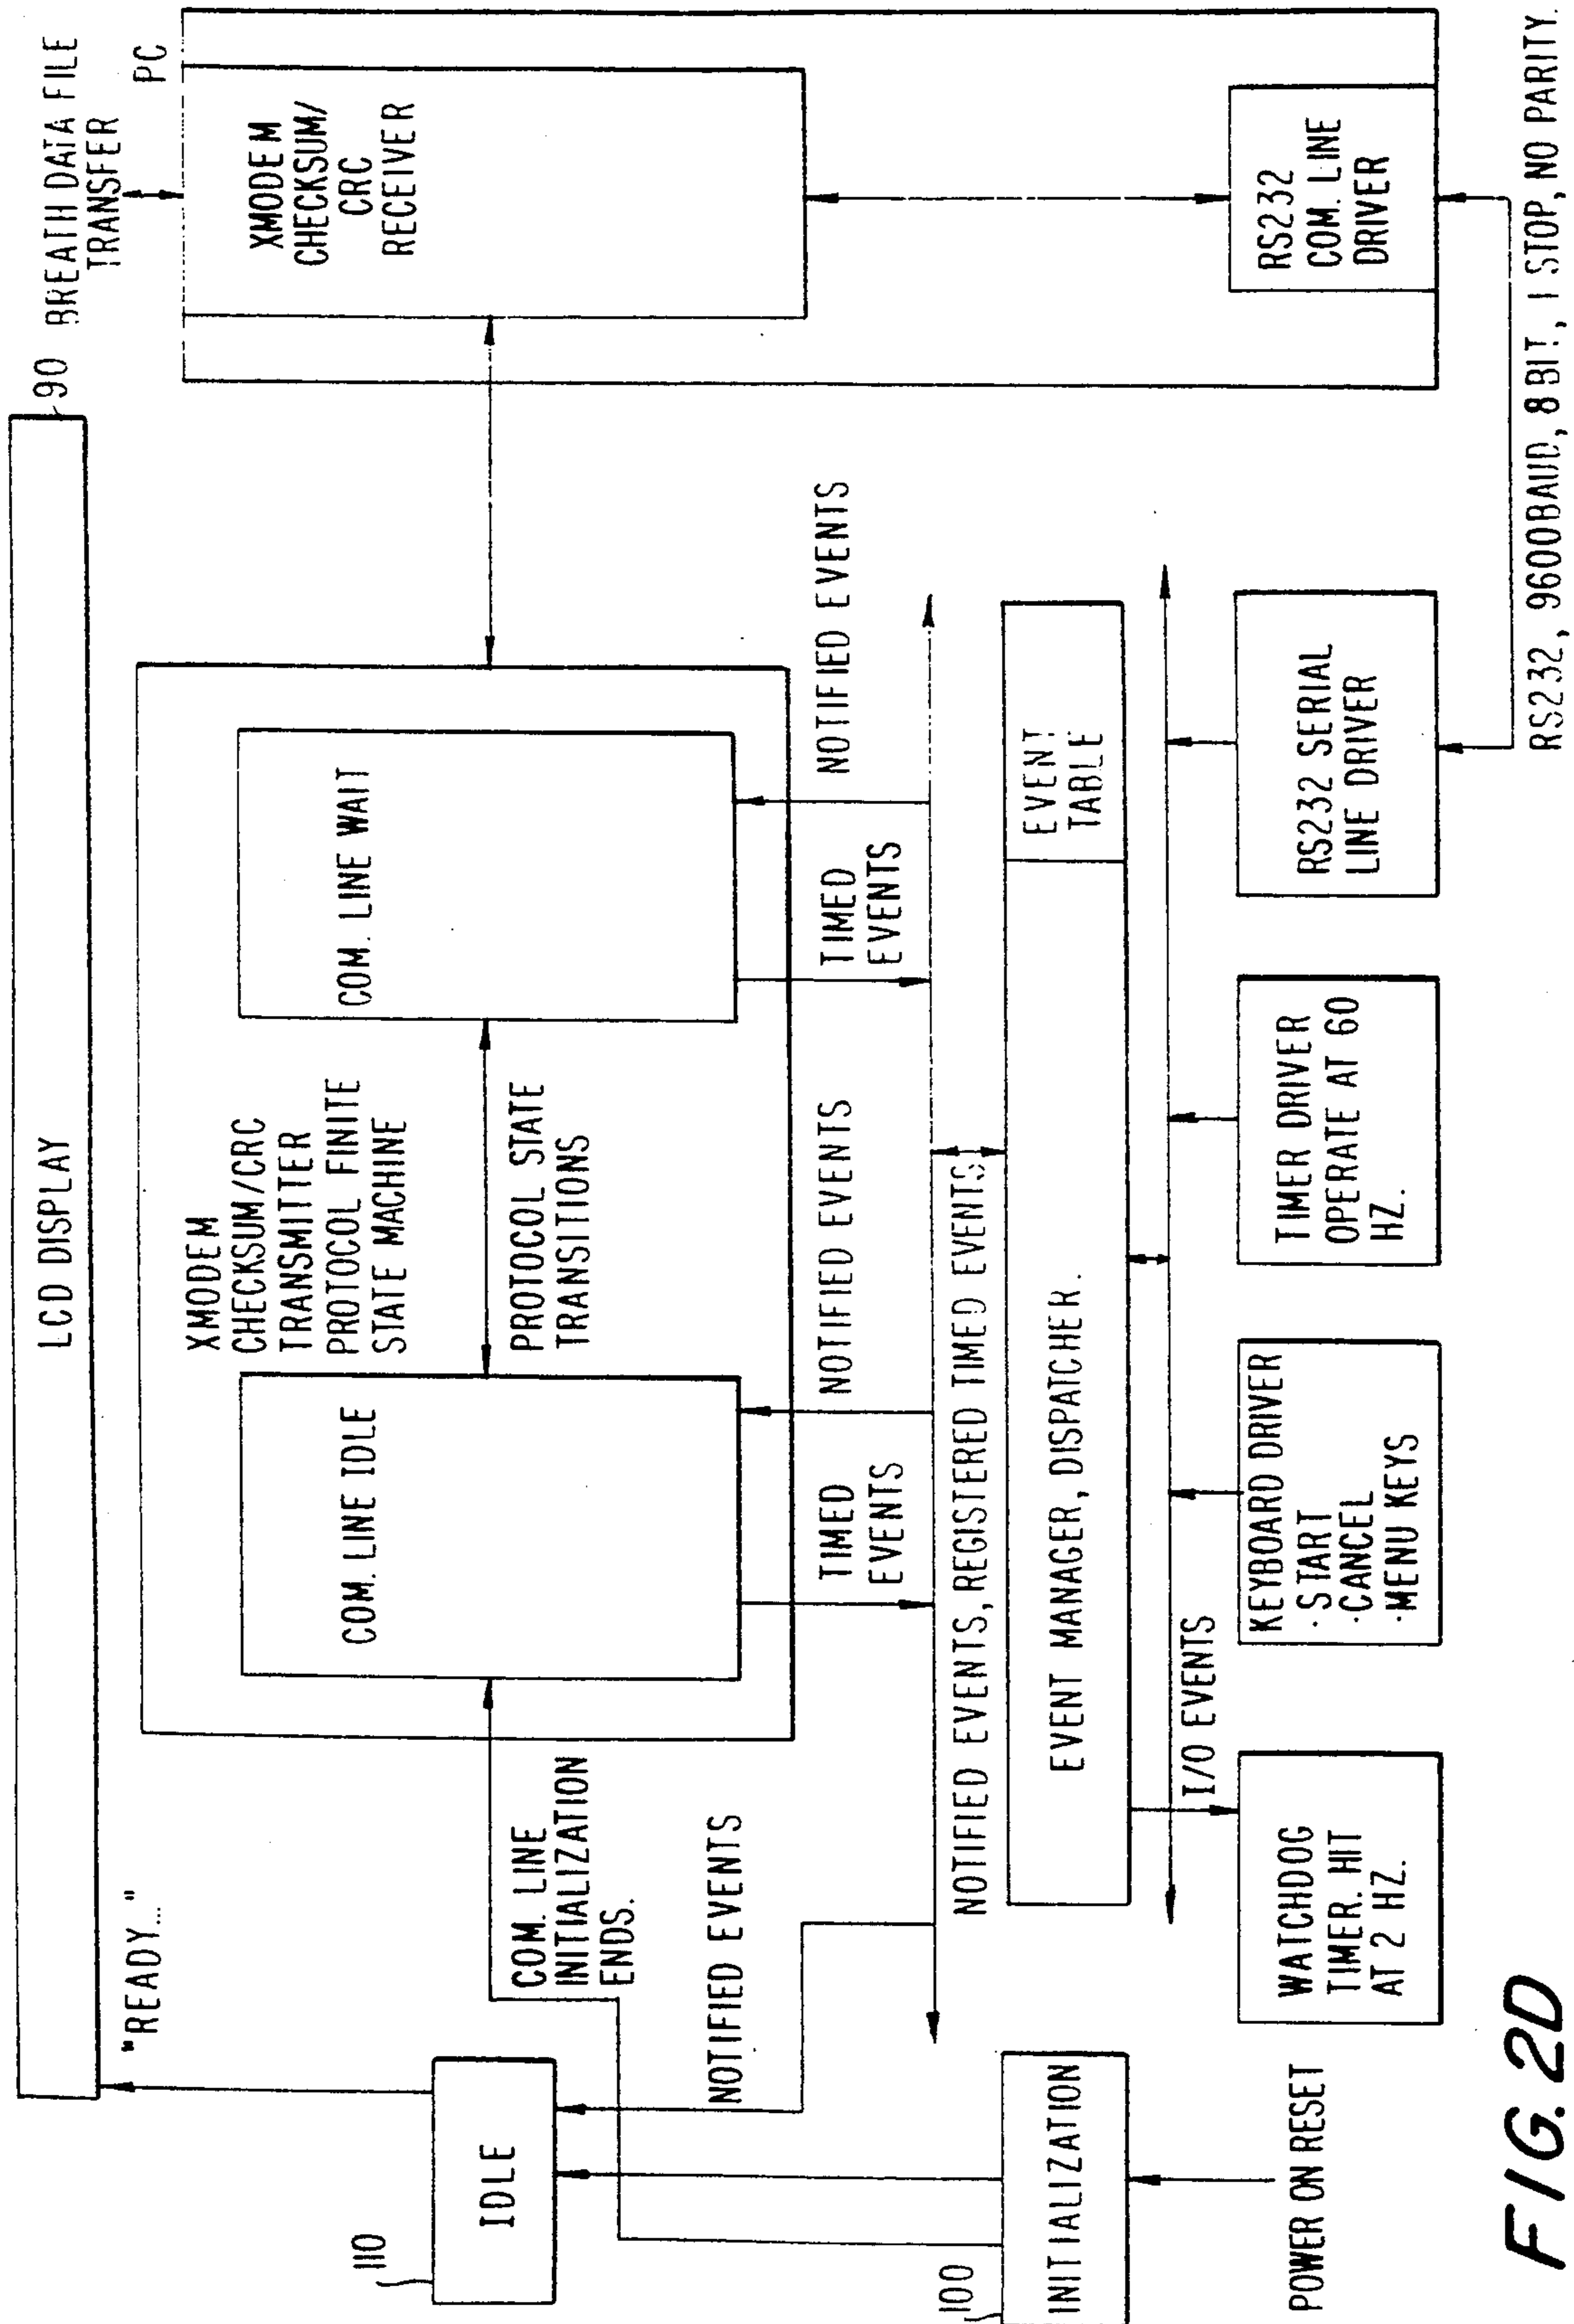 LCD DISPLAY
90
BREATH DATA FILE
TRANSFER
PC
"READY..."
XMODEM
CHECKSUM/CRC
TRANSMITTER
PROTOCOL FINITE
STATE MACHINE
XMODEM
CHECKSUM/
CRC
RECEIVER
110
IDLE
COM. LINE
INITIALIZATION
ENDS.
COM. LINE IDLE
PROTOCOL STATE
TRANSITIONS
COM. LINE WAIT
NOTIFIED EVENTS
TIMED
EVENTS
NOTIFIED EVENTS
TIMED
EVENTS
NOTIFIED EVENTS
NOTIFIED EVENTS, REGISTERED TIMED EVENTS
100
INITIALIZATION
EVENT MANAGER, DISPATCHER.
EVENT
TABLE
I/O EVENTS
POWER ON RESET
WATCHDOG
TIMER. HIT
AT 2 HZ.
KEYBOARD DRIVER
·START
·CANCEL
·MENU KEYS
TIMER DRIVER
OPERATE AT 60
HZ.
RS232 SERIAL
LINE DRIVER
RS232
COM. LINE
DRIVER
RS232, 9600BAUD, 8 BIT, 1 STOP, NO PARITY.
FIG. 2D